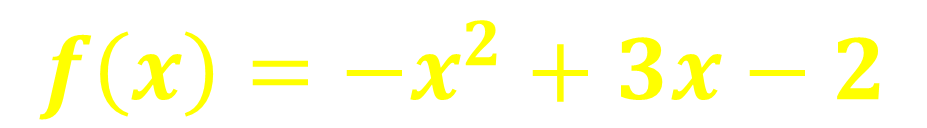 f(x) = −x² + 3x − 2